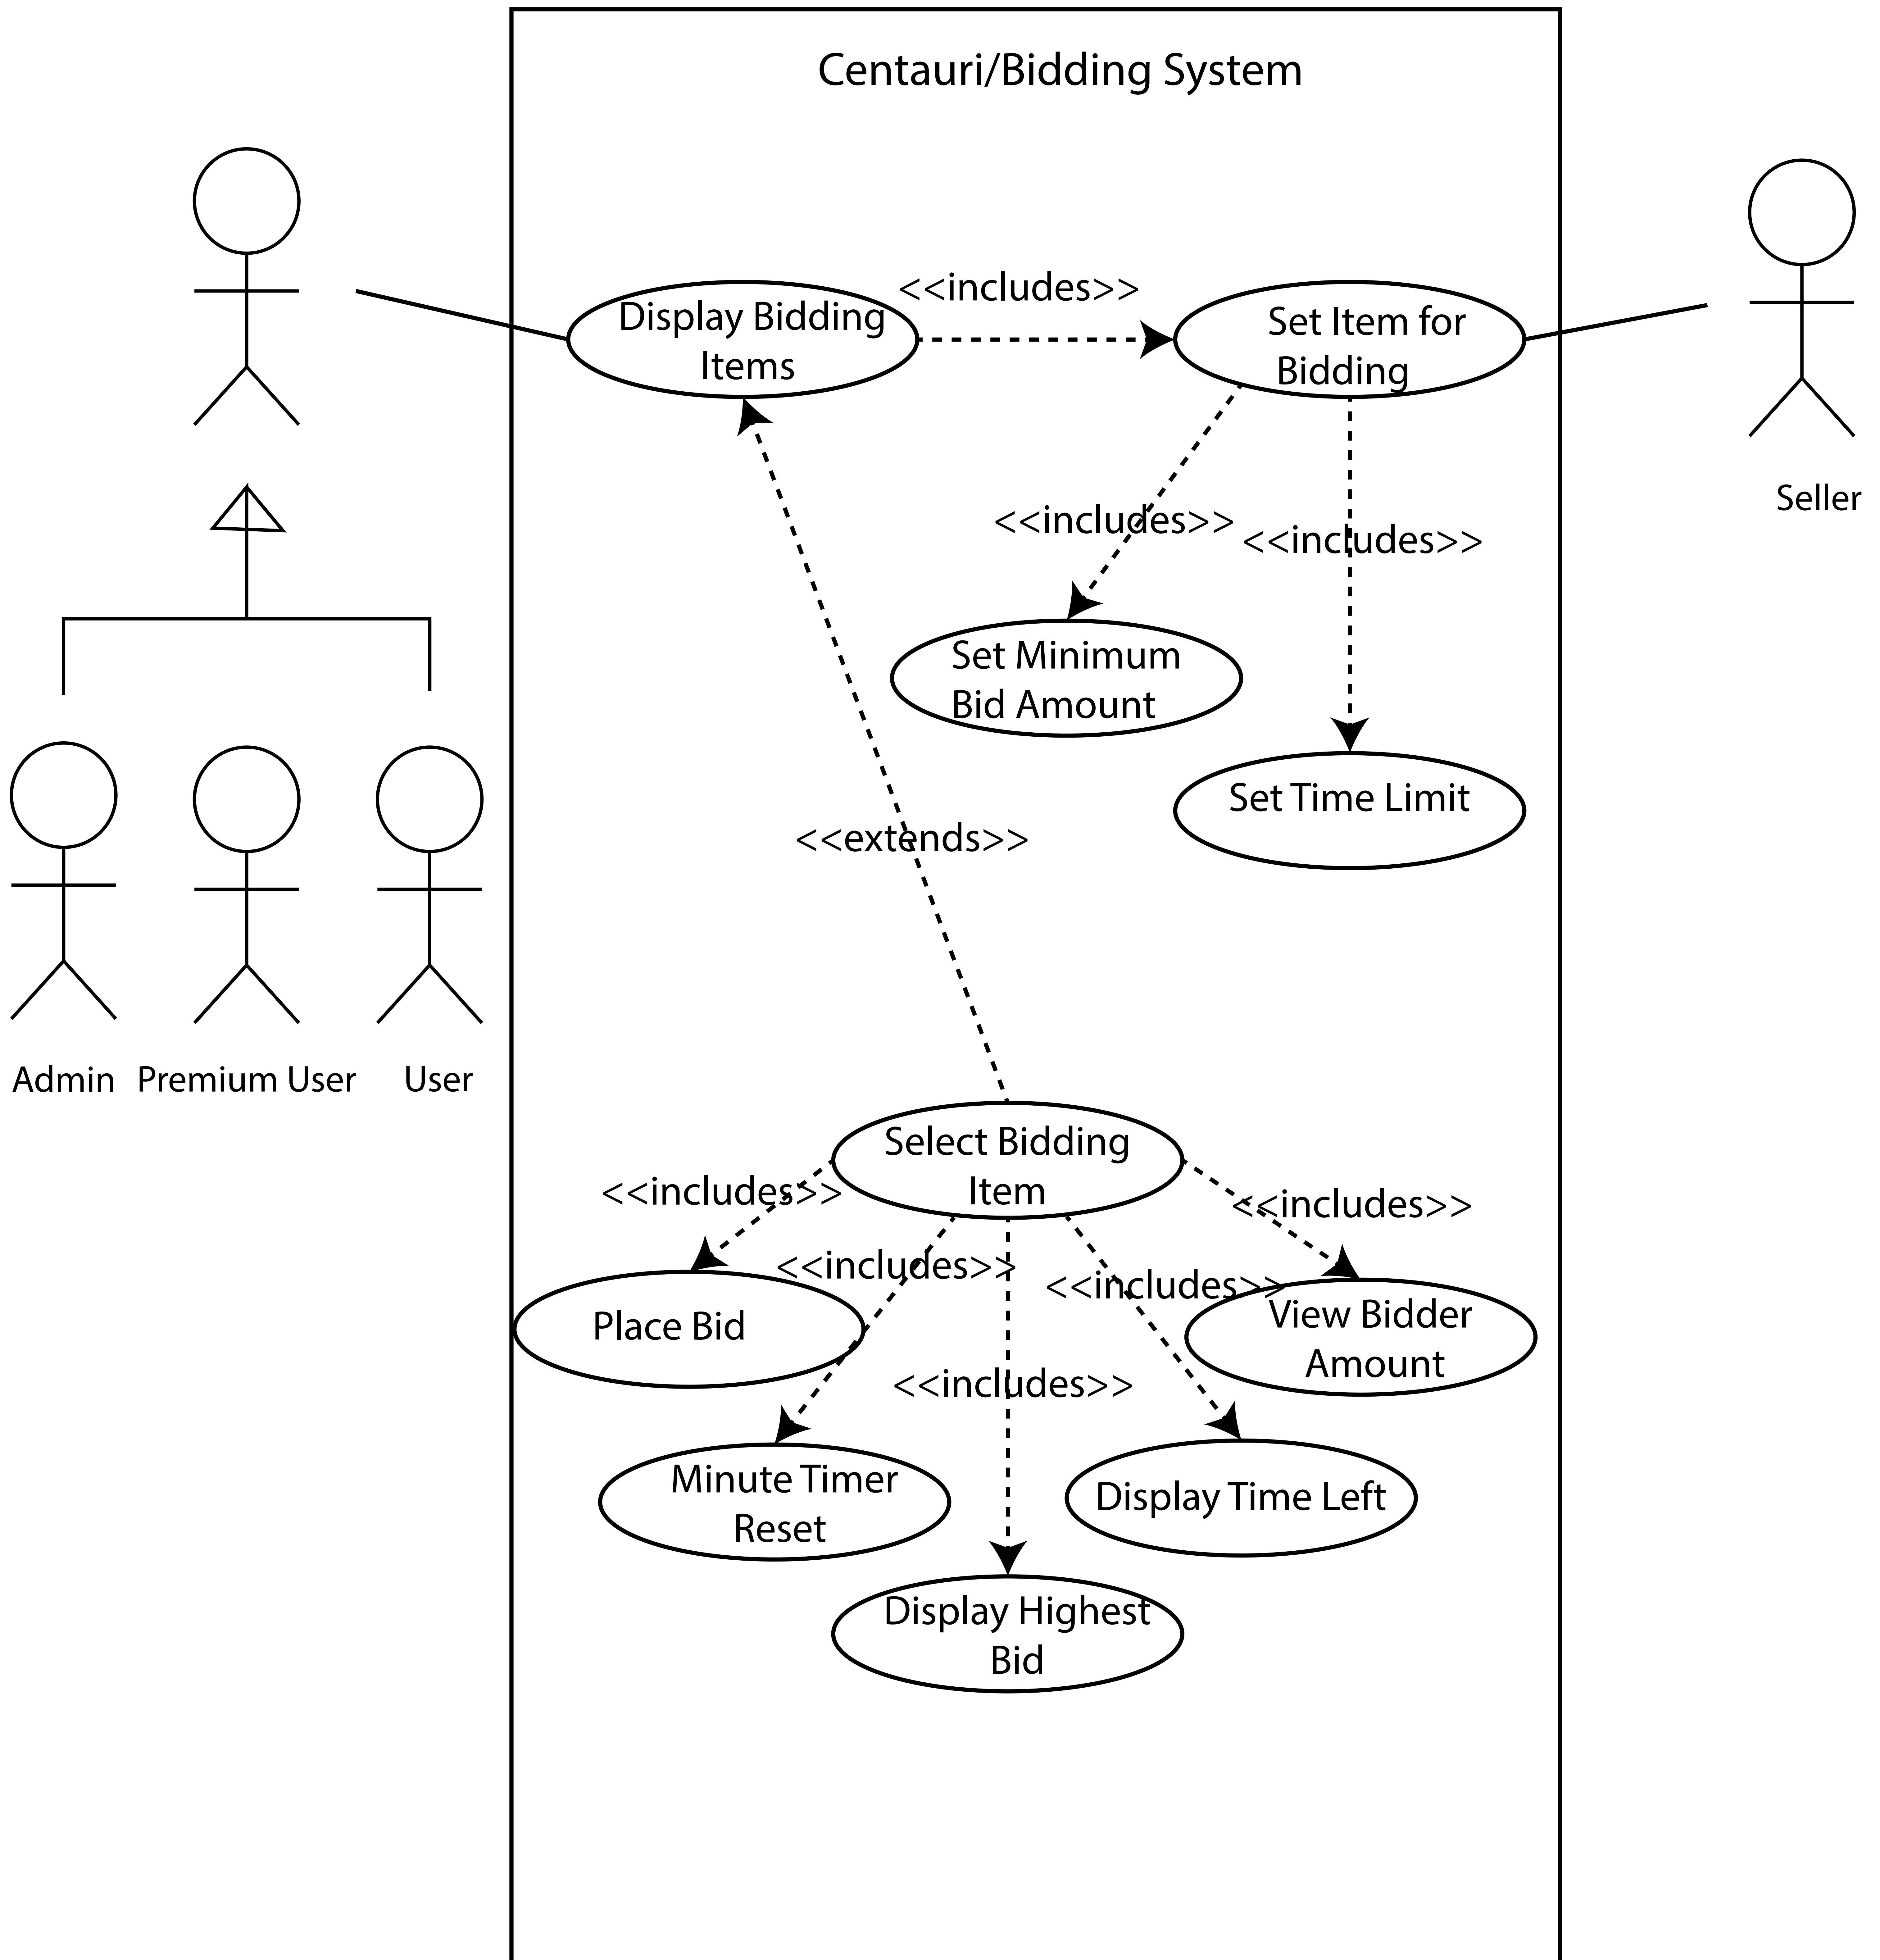 Centauri/Bidding System
<<includes>>
Display Bidding
Items
Set Item for
Bidding
Seller
<<includes>>
<<includes>>
Set Minimum
Bid Amount
Set Time Limit
<<extends>>
Admin
Premium User
User
Select Bidding
Item
<<includes>>
<<includes>>
<<includes>>
<<includes>>
Place Bid
View Bidder
Amount
<<includes>>
Minute Timer
Reset
Display Time Left
Display Highest
Bid